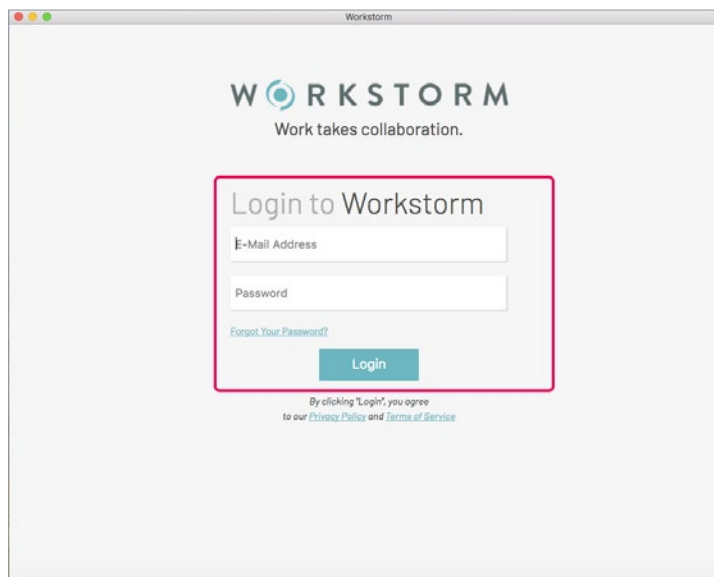 Workstorm
WORKSTORM
Work takes collaboration.
Login to Workstorm
E-Mail Address
Password
Forgot Your Password?
Login
By clicking "Login", you agree
to our Privacy Policy and Terms of Service